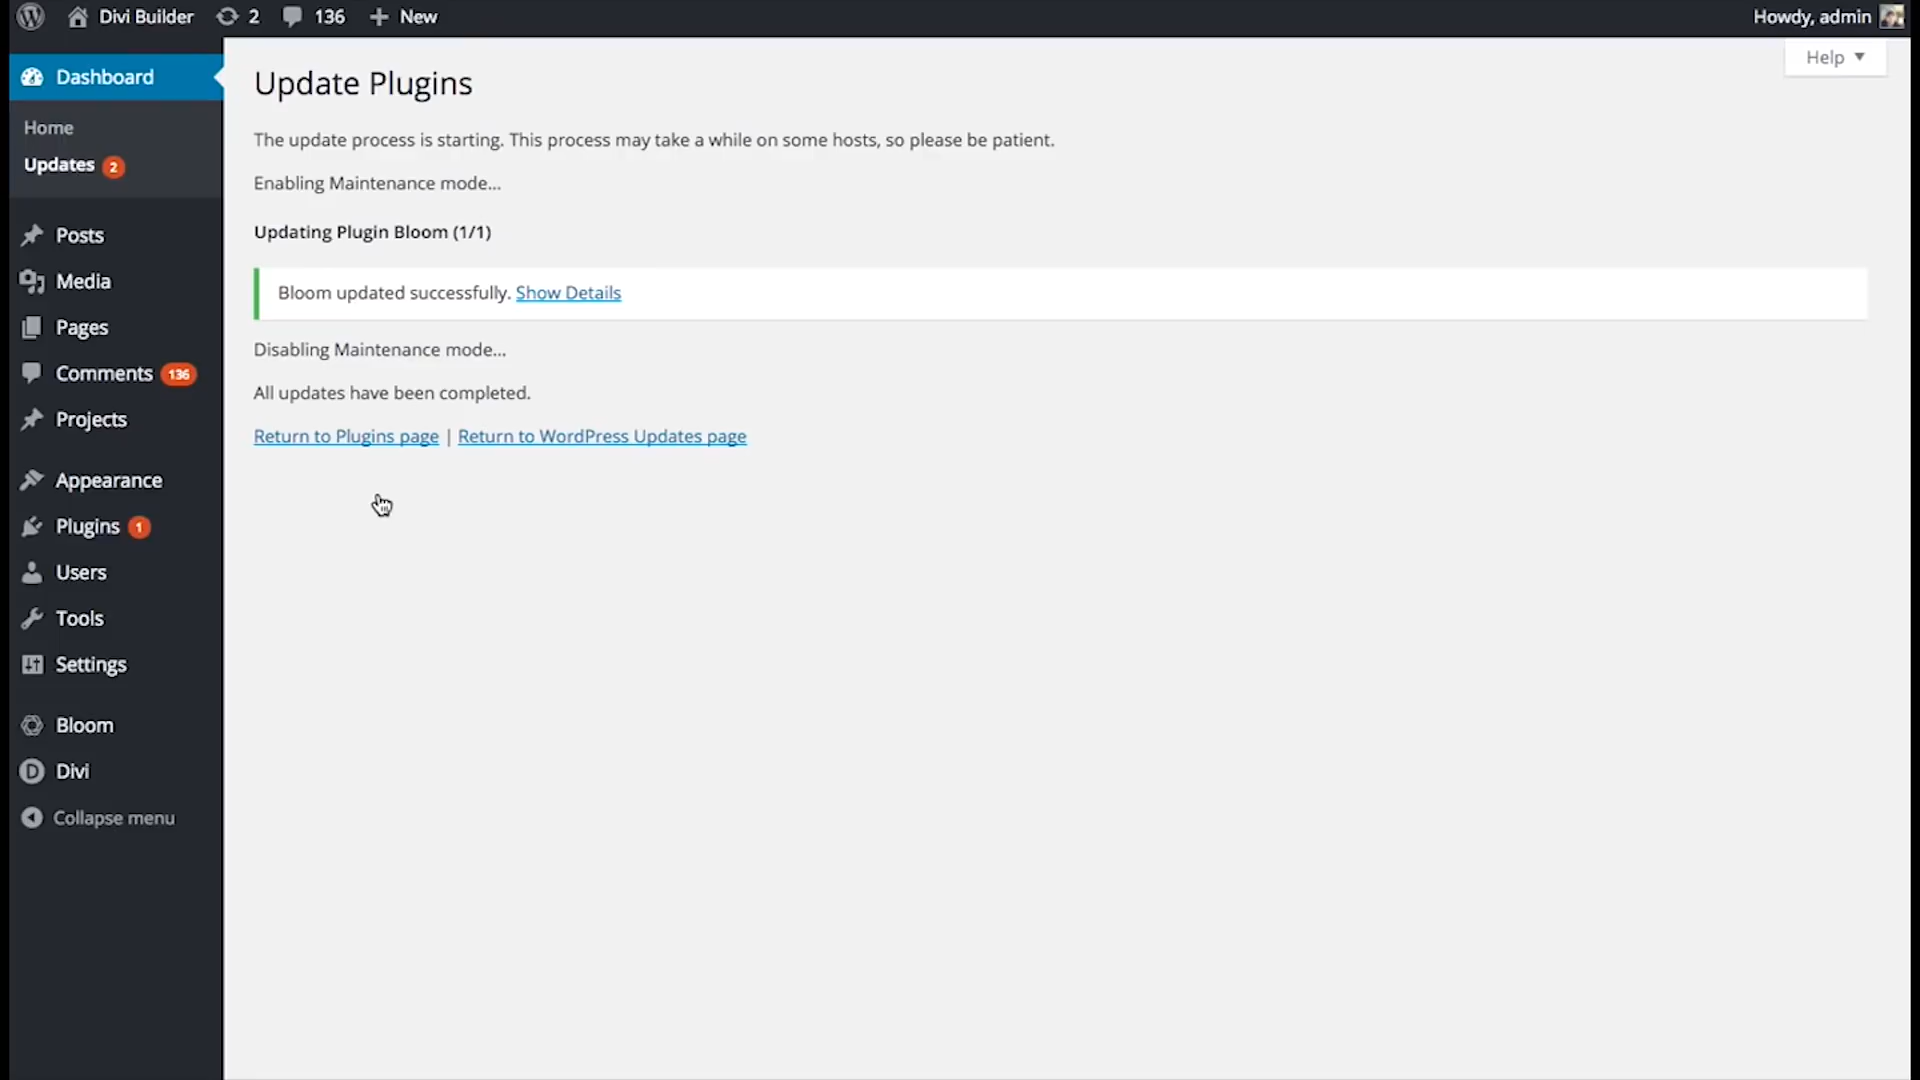 Divi Builder 2 136 New Howdy, admin
Help
Dashboard
Home
Updates 2
Posts
Media
Pages
Comments 136
Projects
Appearance
Plugins 1
Users
Tools
Settings
Bloom
Divi
Collapse menu
Update Plugins
The update process is starting. This process may take a while on some hosts, so please be patient.
Enabling Maintenance mode...
Updating Plugin Bloom (1/1)
Bloom updated successfully. Show Details
Disabling Maintenance mode...
All updates have been completed.
Return to Plugins page | Return to WordPress Updates page